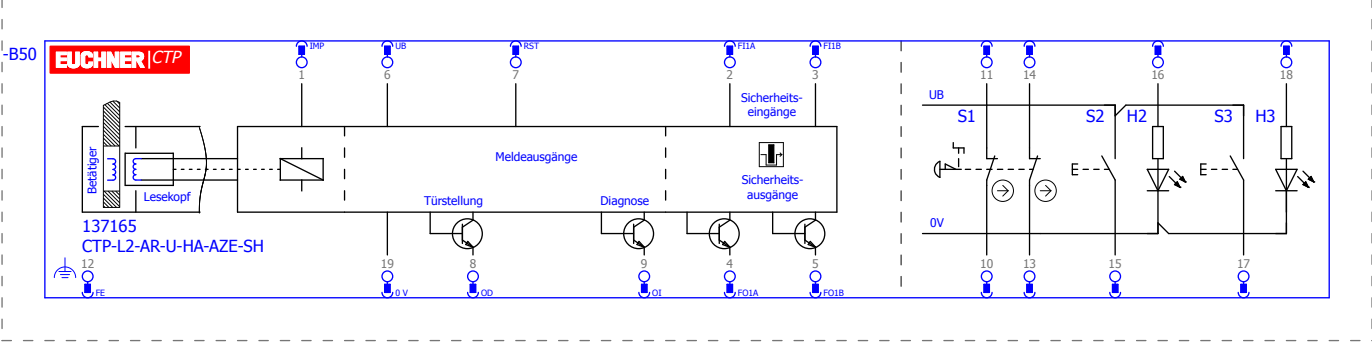 -B50
EUCHNER CTP
IMP
UB
RST
FI1A
FI1B
1
6
7
2
3
11
14
16
18
Sicherheits-
eingänge
UB
S1
S2
H2
S3
H3
Betätiger
Lesekopf
Meldeausgänge
Sicherheits-
ausgänge
Türstellung
Diagnose
0V
137165
CTP-L2-AR-U-HA-AZE-SH
12
19
8
9
4
5
10
13
15
17
FE
0 V
OD
OI
FO1A
FO1B